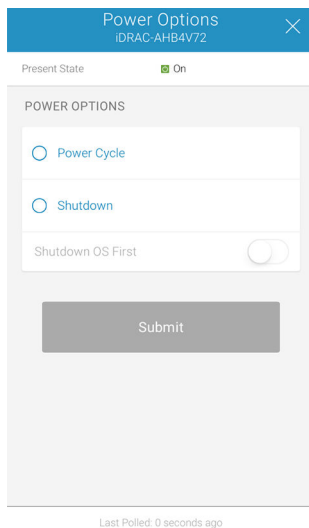 Power Options
iDRAC-AHB4V72
Present State On
POWER OPTIONS
Power Cycle
Shutdown
Shutdown OS First
Submit
Last Polled: 0 seconds ago